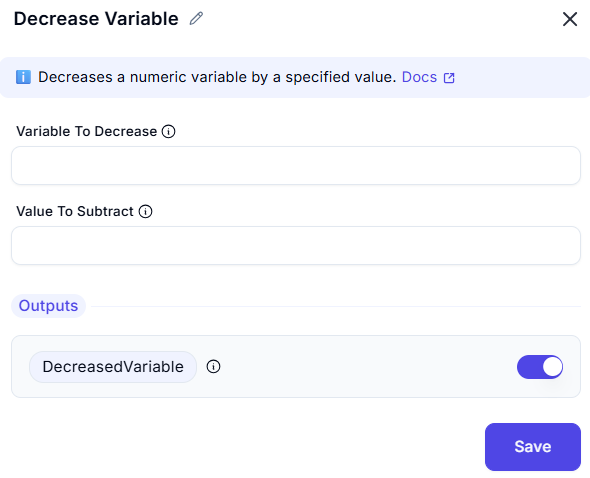 Decrease Variable
Decreases a numeric variable by a specified value. Docs
Variable To Decrease
Value To Subtract
Outputs
DecreasedVariable
Save